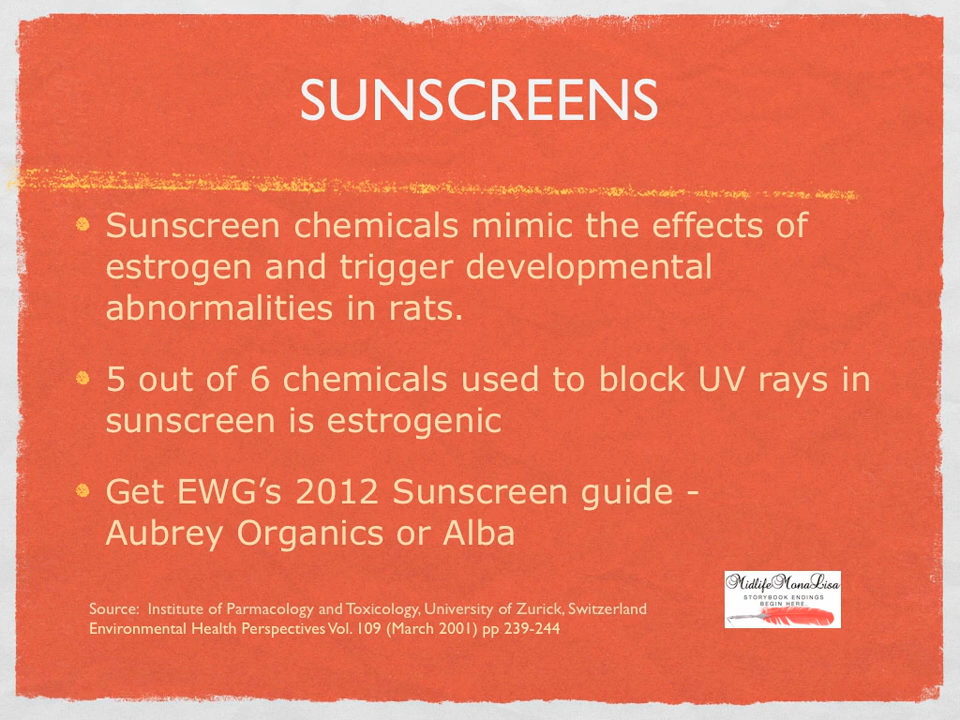 SUNSCREENS
Sunscreen chemicals mimic the effects of
estrogen and trigger developmental
abnormalities in rats.
5 out of 6 chemicals used to block UV rays in
sunscreen is estrogenic
Get EWG’s 2012 Sunscreen guide -
Aubrey Organics or Alba
Source: Institute of Parmacology and Toxicology, University of Zurick, Switzerland
Environmental Health Perspectives Vol. 109 (March 2001) pp 239-244
MidlifeMonaLisa
STORYBOOK ENDINGS
BEGIN HERE